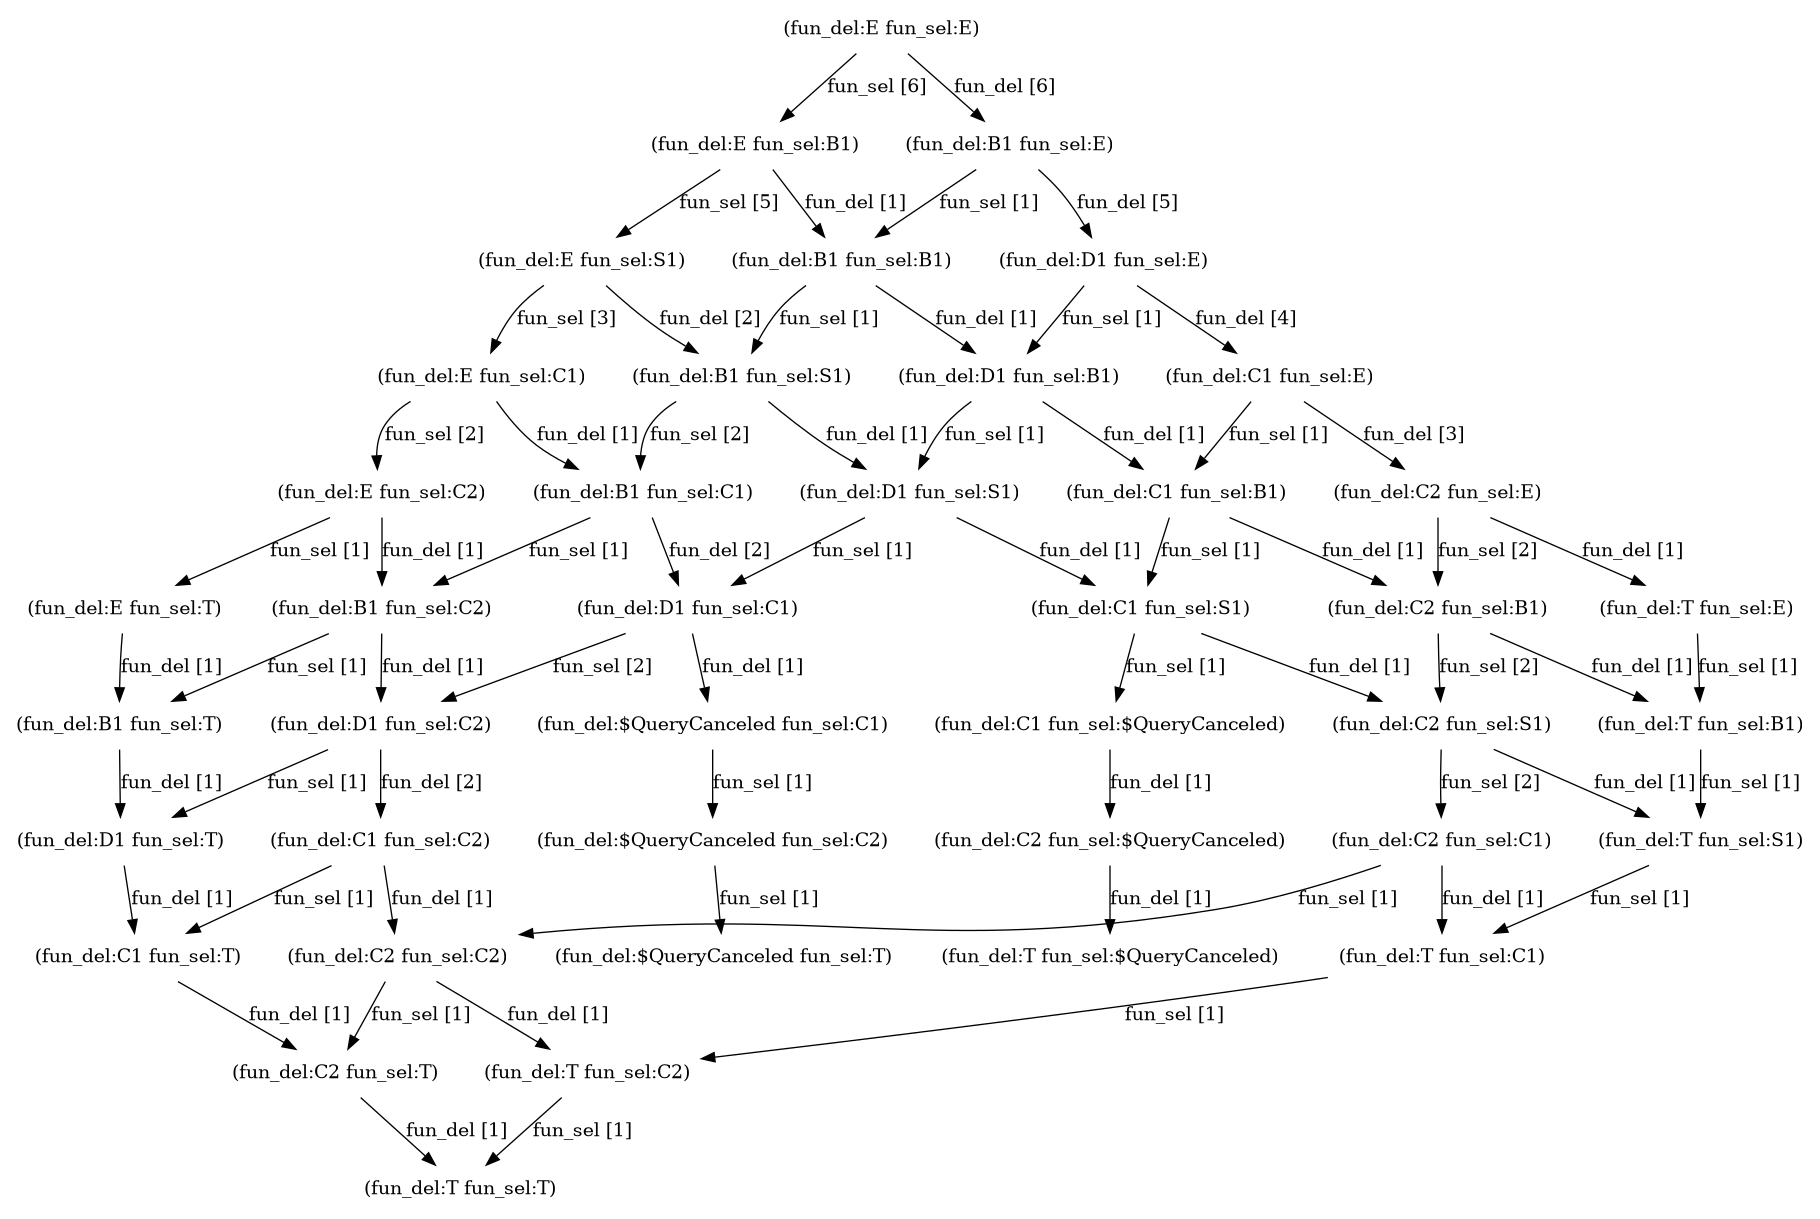 (fun_del:E fun_sel:E)
fun_sel [6] fun_del [6]
(fun_del:E fun_sel:B1) (fun_del:B1 fun_sel:E)
fun_sel [5] fun_del [1] fun_sel [1] fun_del [5]
(fun_del:E fun_sel:S1) (fun_del:B1 fun_sel:B1) (fun_del:D1 fun_sel:E)
fun_sel [3] fun_del [2] fun_sel [1] fun_del [1] fun_sel [1] fun_del [4]
(fun_del:E fun_sel:C1) (fun_del:B1 fun_sel:S1) (fun_del:D1 fun_sel:B1) (fun_del:C1 fun_sel:E)
fun_sel [2] fun_del [1] fun_sel [2] fun_del [1] fun_sel [1] fun_del [1] fun_sel [1] fun_del [3]
(fun_del:E fun_sel:C2) (fun_del:B1 fun_sel:C1) (fun_del:D1 fun_sel:S1) (fun_del:C1 fun_sel:B1) (fun_del:C2 fun_sel:E)
fun_sel [1] fun_del [1] fun_sel [1] fun_del [2] fun_sel [1] fun_del [1] fun_sel [1] fun_del [1] fun_sel [2] fun_del [1]
(fun_del:E fun_sel:T) (fun_del:B1 fun_sel:C2) (fun_del:D1 fun_sel:C1) (fun_del:C1 fun_sel:S1) (fun_del:C2 fun_sel:B1) (fun_del:T fun_sel:E)
fun_del [1] fun_sel [1] fun_del [1] fun_sel [2] fun_del [1] fun_sel [1] fun_del [1] fun_sel [2] fun_del [1] fun_sel [1]
(fun_del:B1 fun_sel:T) (fun_del:D1 fun_sel:C2) (fun_del:$QueryCanceled fun_sel:C1) (fun_del:C1 fun_sel:$QueryCanceled) (fun_del:C2 fun_sel:S1) (fun_del:T fun_sel:B1)
fun_del [1] fun_sel [1] fun_del [2] fun_sel [1] fun_del [1] fun_sel [2] fun_del [1] fun_sel [1]
(fun_del:D1 fun_sel:T) (fun_del:C1 fun_sel:C2) (fun_del:$QueryCanceled fun_sel:C2) (fun_del:C2 fun_sel:$QueryCanceled) (fun_del:C2 fun_sel:C1) (fun_del:T fun_sel:S1)
fun_del [1] fun_sel [1] fun_del [1] fun_sel [1] fun_del [1] fun_sel [1] fun_del [1] fun_sel [1]
(fun_del:C1 fun_sel:T) (fun_del:C2 fun_sel:C2) (fun_del:$QueryCanceled fun_sel:T) (fun_del:T fun_sel:$QueryCanceled) (fun_del:T fun_sel:C1)
fun_del [1] fun_sel [1] fun_del [1] fun_sel [1]
(fun_del:C2 fun_sel:T) (fun_del:T fun_sel:C2)
fun_del [1] fun_sel [1]
(fun_del:T fun_sel:T)